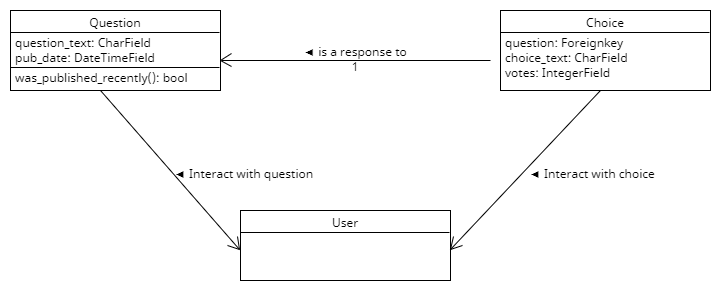 Question
question_text: CharField
pub_date: DateTimeField
was_published_recently(): bool
◄ is a response to
1
Choice
question: Foreignkey
choice_text: CharField
votes: IntegerField
◄ Interact with question
◄ Interact with choice
User